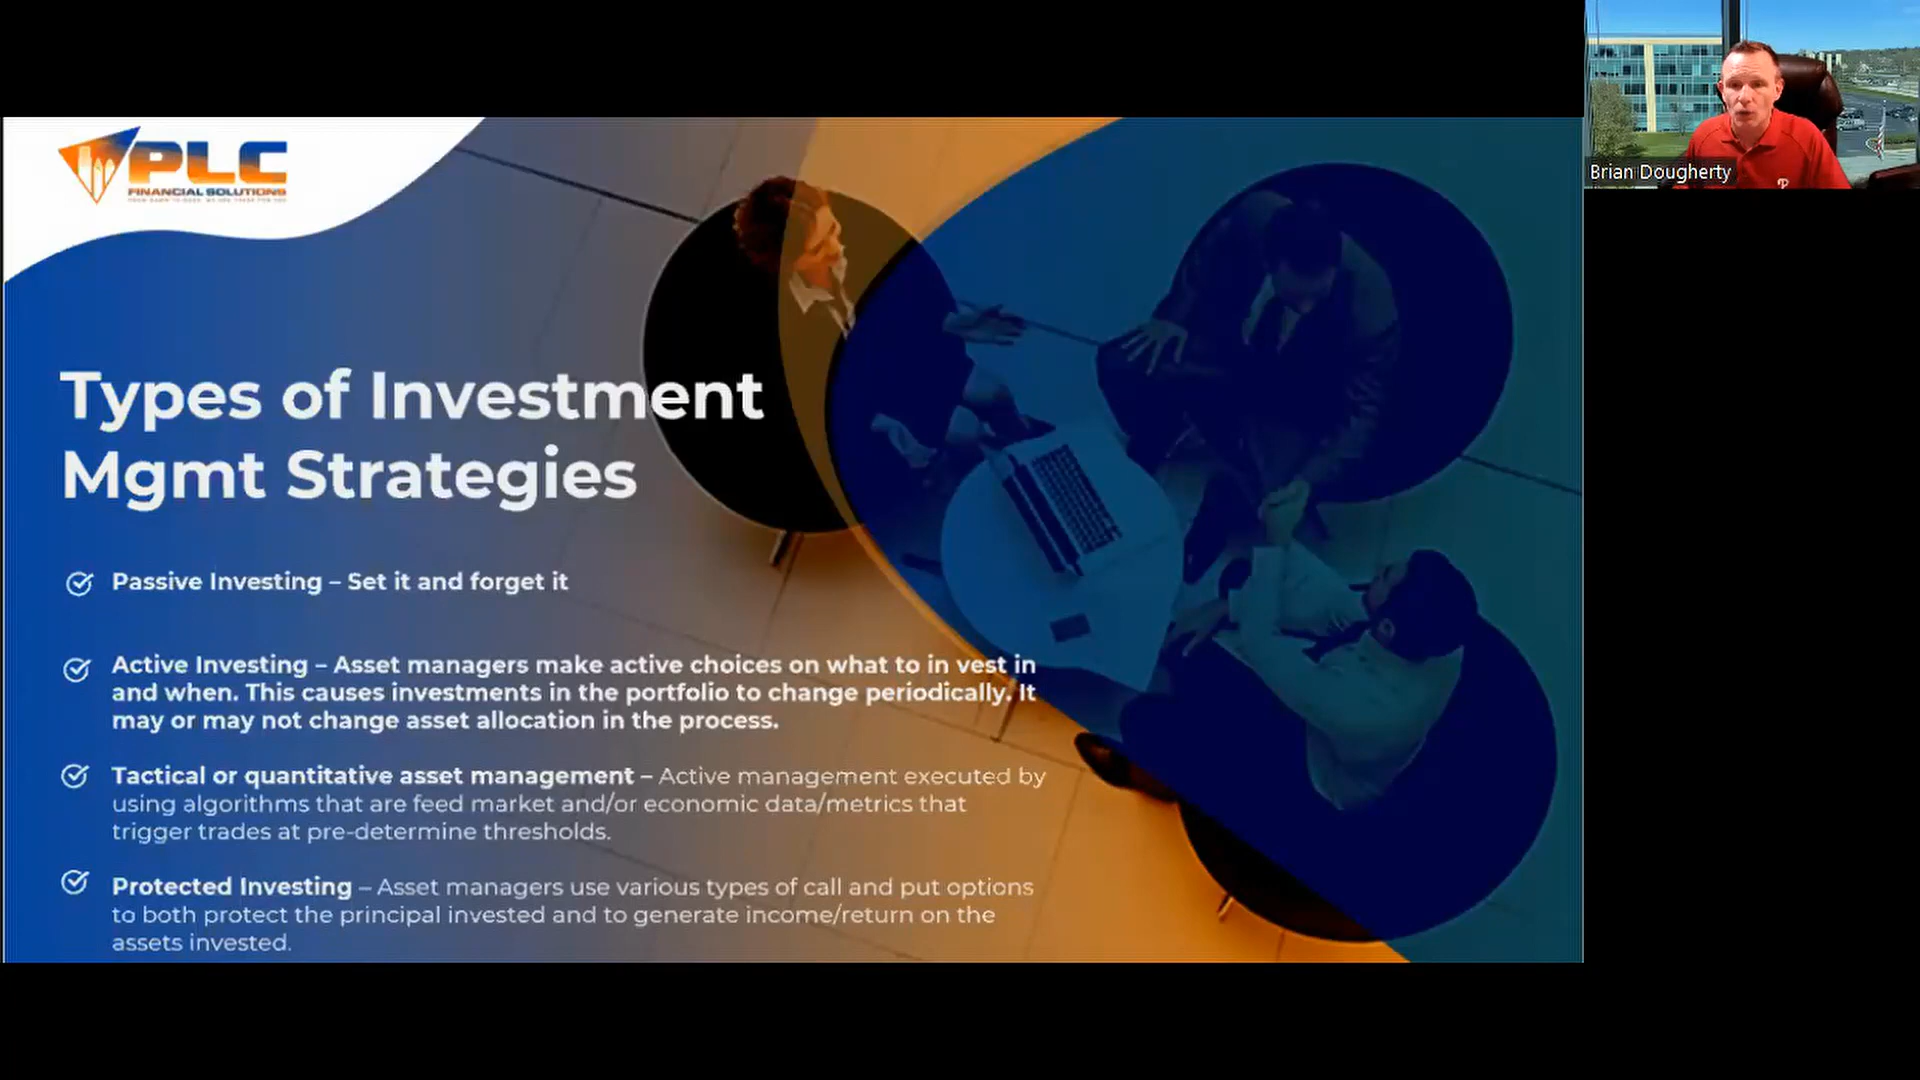 PLC
FINANCIAL SOLUTIONS
Brian Dougherty
Types of Investment
Mgmt Strategies
Passive Investing – Set it and forget it
Active Investing – Asset managers make active choices on what to in vest in
and when. This causes investments in the portfolio to change periodically. It
may or may not change asset allocation in the process.
Tactical or quantitative asset management – Active management executed by
using algorithms that are feed market and/or economic data/metrics that
trigger trades at pre-determine thresholds.
Protected Investing – Asset managers use various types of call and put options
to both protect the principal invested and to generate income/return on the
assets invested.